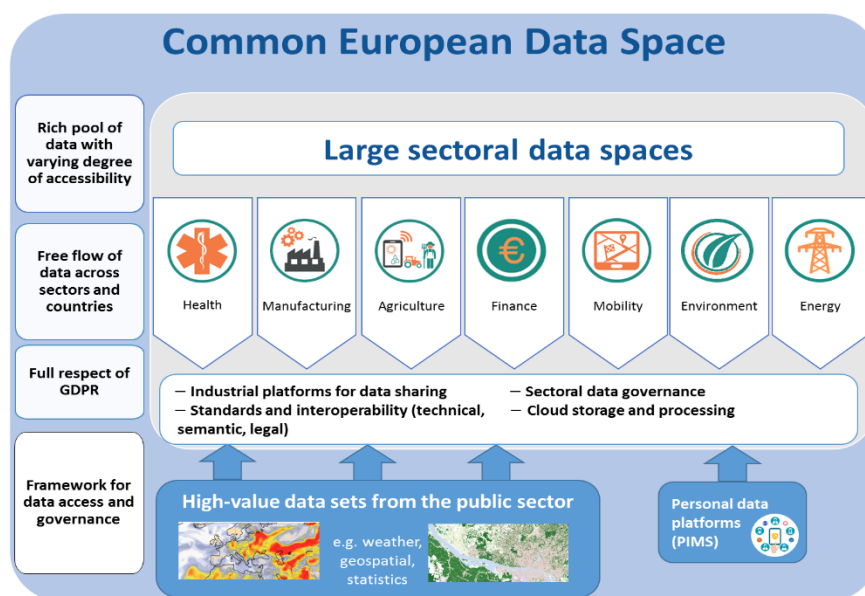 Common European Data Space
Rich pool of
data with
varying degree
of accessibility
Free flow of
data across
sectors and
countries
Full respect of
GDPR
Framework for
data access and
governance
Large sectoral data spaces
Health
Manufacturing
Agriculture
Finance
Mobility
Environment
Energy
– Industrial platforms for data sharing
– Standards and interoperability (technical,
semantic, legal)
– Sectoral data governance
– Cloud storage and processing
High-value data sets from the public sector
e.g. weather,
geospatial,
statistics
Personal data
platforms
(PIMS)